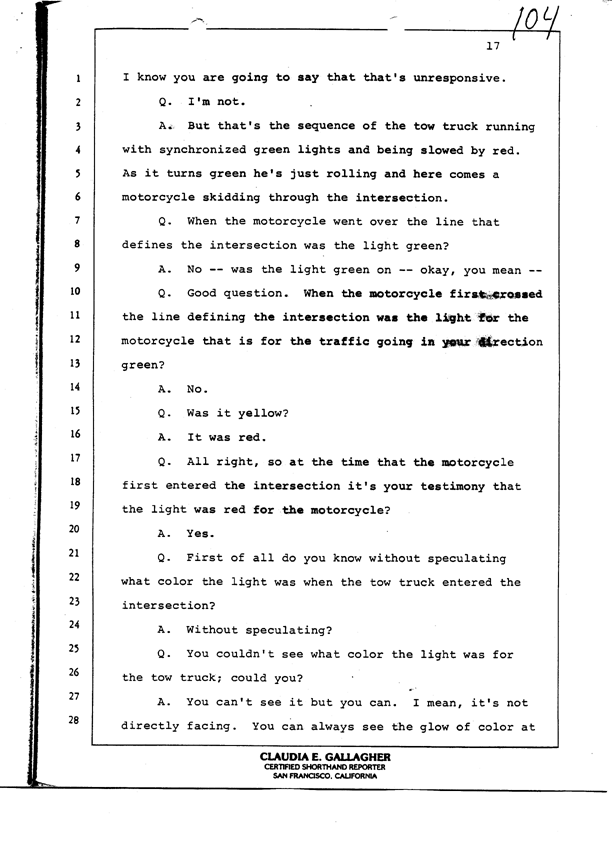 104
17
1 I know you are going to say that that's unresponsive.
2 Q. I'm not.
3 A. But that's the sequence of the tow truck running
4 with synchronized green lights and being slowed by red.
5 As it turns green he's just rolling and here comes a
6 motorcycle skidding through the intersection.
7 Q. When the motorcycle went over the line that
8 defines the intersection was the light green?
9 A. No -- was the light green on -- okay, you mean --
10 Q. Good question. When the motorcycle first crossed
11 the line defining the intersection was the light for the
12 motorcycle that is for the traffic going in your direction
13 green?
14 A. No.
15 Q. Was it yellow?
16 A. It was red.
17 Q. All right, so at the time that the motorcycle
18 first entered the intersection it's your testimony that
19 the light was red for the motorcycle?
20 A. Yes.
21 Q. First of all do you know without speculating
22 what color the light was when the tow truck entered the
23 intersection?
24 A. Without speculating?
25 Q. You couldn't see what color the light was for
26 the tow truck; could you?
27 A. You can't see it but you can. I mean, it's not
28 directly facing. You can always see the glow of color at
CLAUDIA E. GALLAGHER
CERTIFIED SHORTHAND REPORTER
SAN FRANCISCO, CALIFORNIA